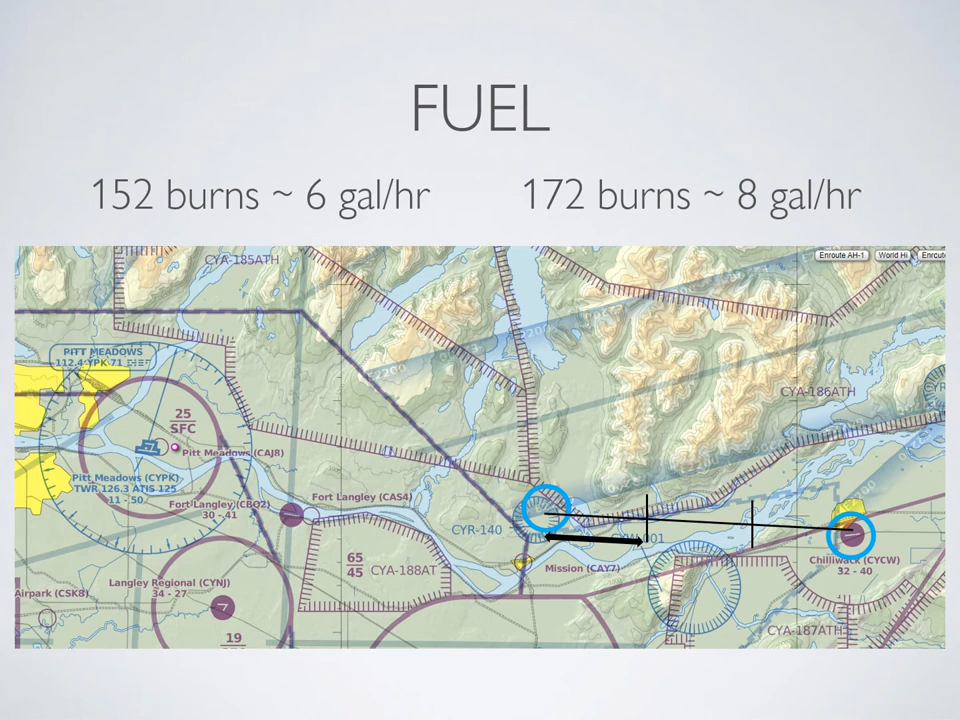 FUEL
152 burns ~ 6 gal/hr
172 burns ~ 8 gal/hr
CYA-185ATH
Enroute AH-1
World Hi
2200
2200
PITT MEADOWS
112.4 YPK 71
CYA-186ATH
25
SFC
Pitt Meadows (CAJ8)
Pitt Meadows (CYPK)
TWR 126.3 ATIS 125
11 - 50
Fort Langley (CBQ2)
30 - 41
Fort Langley (CAS4)
CYR-140
65
45
CYA-188AT
Mission (CAY7)
Chilliwack (CYCW)
32 - 40
Langley Regional (CYNJ)
34 - 27
Airpark (CSK8)
19
CYA-187ATH